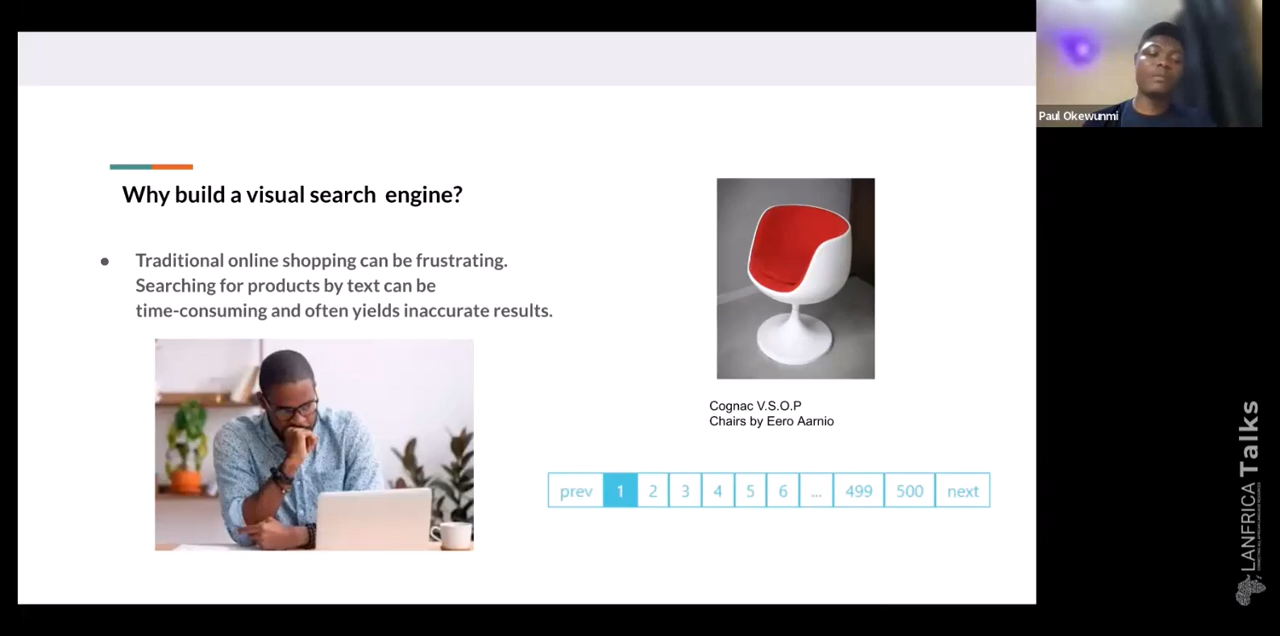 Paul Okewunmi
Why build a visual search engine?
Traditional online shopping can be frustrating.
Searching for products by text can be
time-consuming and often yields inaccurate results.
Cognac V.S.O.P
Chairs by Eero Aarnio
prev 1 2 3 4 5 6 ... 499 500 next
LANFRICA Talks